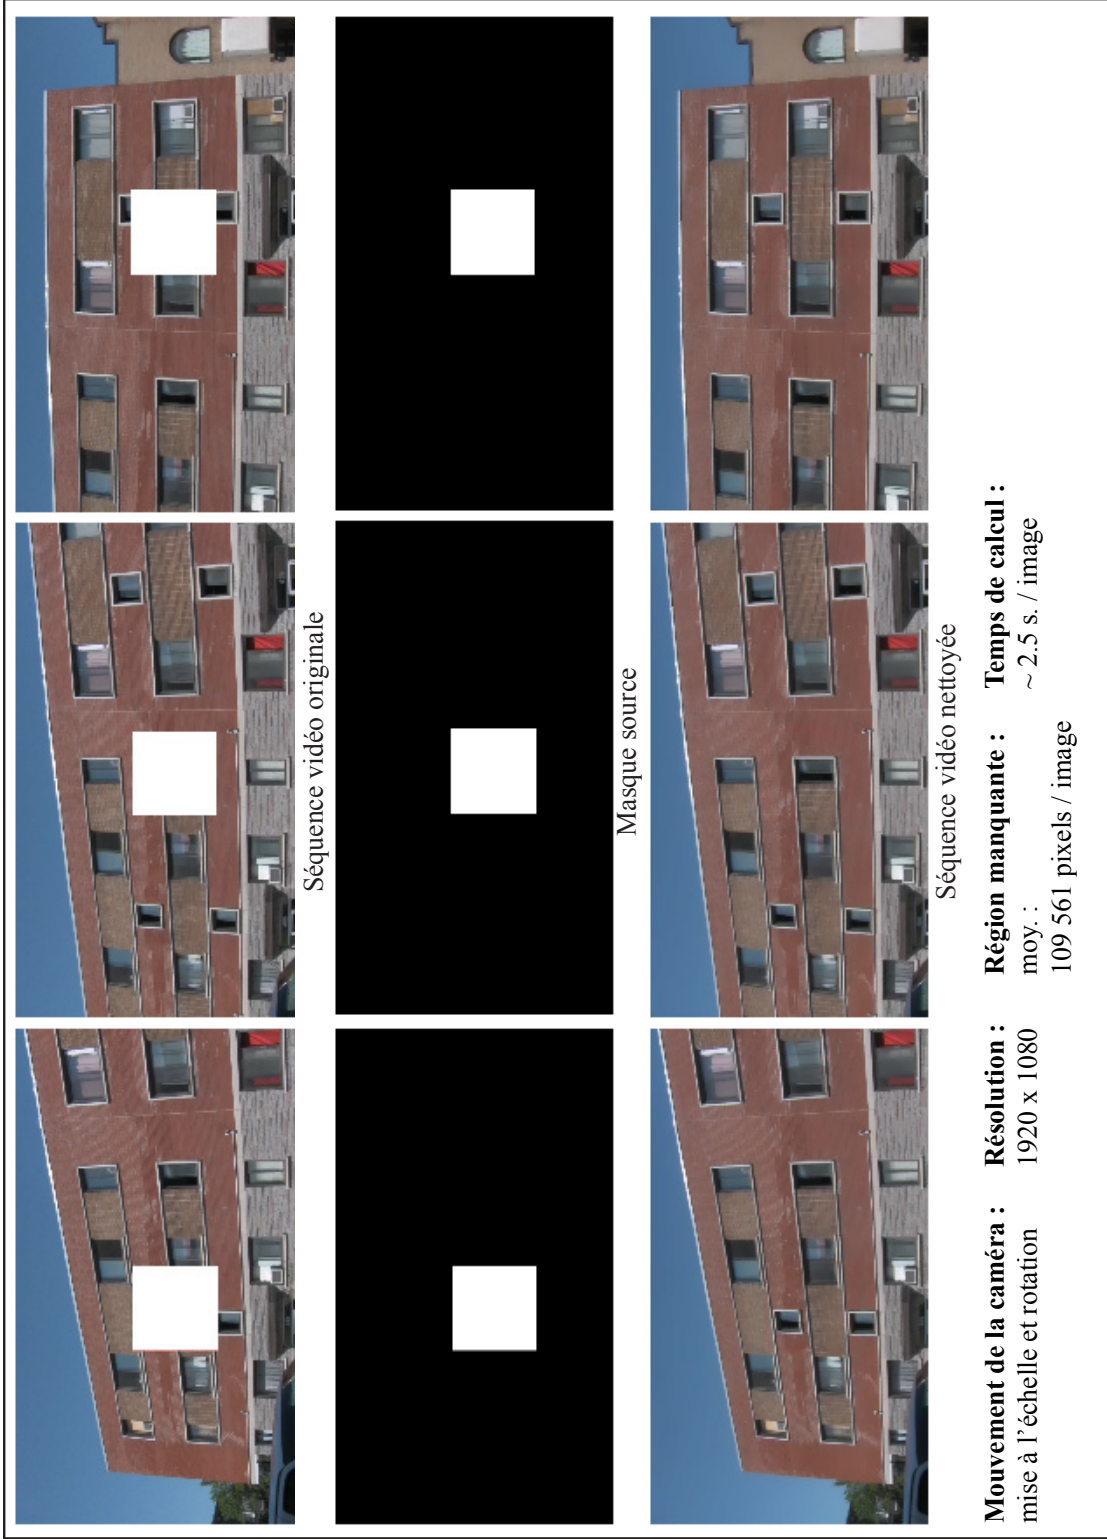 Séquence vidéo originale
Masque source
Séquence vidéo nettoyée
Mouvement de la caméra :
mise à l'échelle et rotation
Résolution :
1920 x 1080
Région manquante :
moy. :
109 561 pixels / image
Temps de calcul :
~ 2.5 s. / image